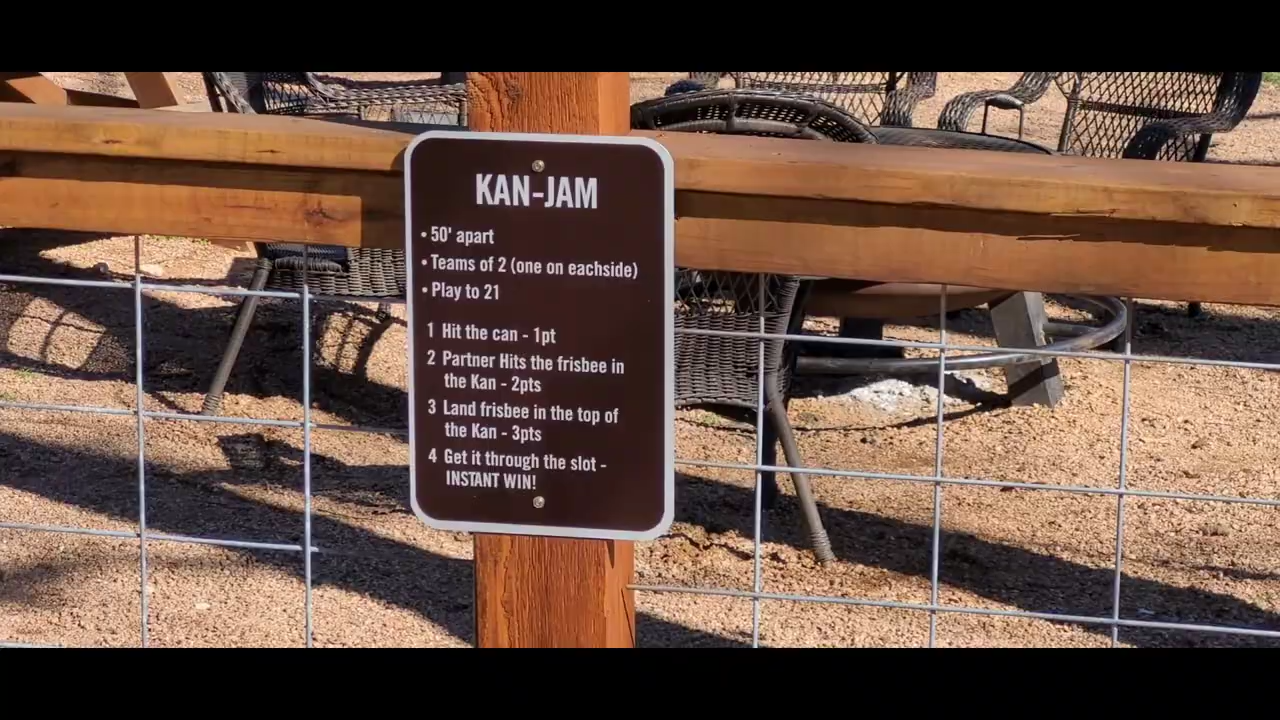 KAN-JAM
• 50' apart
• Teams of 2 (one on eachside)
• Play to 21
1 Hit the can - 1pt
2 Partner Hits the frisbee in
the Kan - 2pts
3 Land frisbee in the top of
the Kan - 3pts
4 Get it through the slot -
INSTANT WIN!